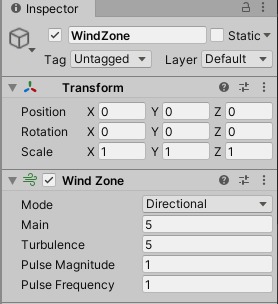 Inspector
WindZone Static
Tag Untagged Layer Default
Transform
Position X 0 Y 0 Z 0
Rotation X 0 Y 0 Z 0
Scale X 1 Y 1 Z 1
Wind Zone
Mode Directional
Main 5
Turbulence 5
Pulse Magnitude 1
Pulse Frequency 1